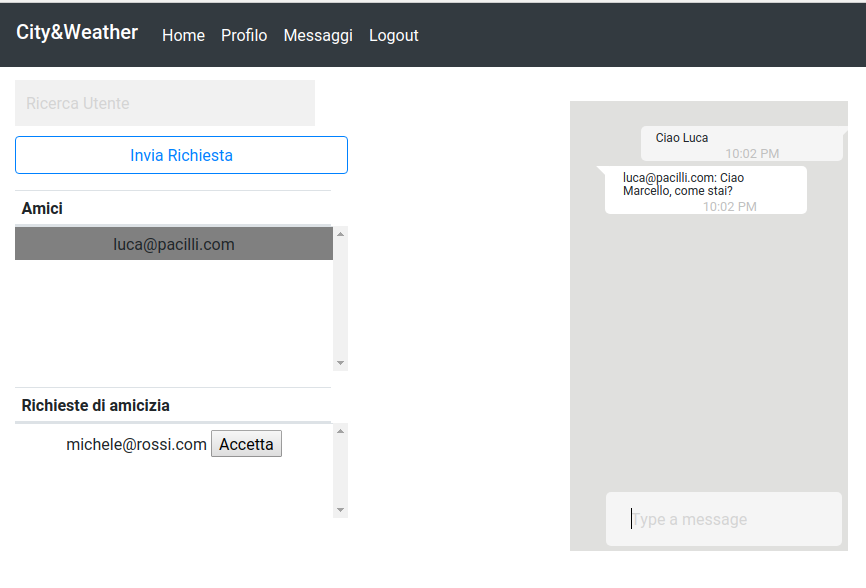 City&Weather Home Profilo Messaggi Logout
Ricerca Utente
Invia Richiesta
Amici
luca@pacilli.com
Richieste di amicizia
michele@rossi.com Accetta
Ciao Luca
10:02 PM
luca@pacilli.com: Ciao
Marcello, come stai?
10:02 PM
Type a message